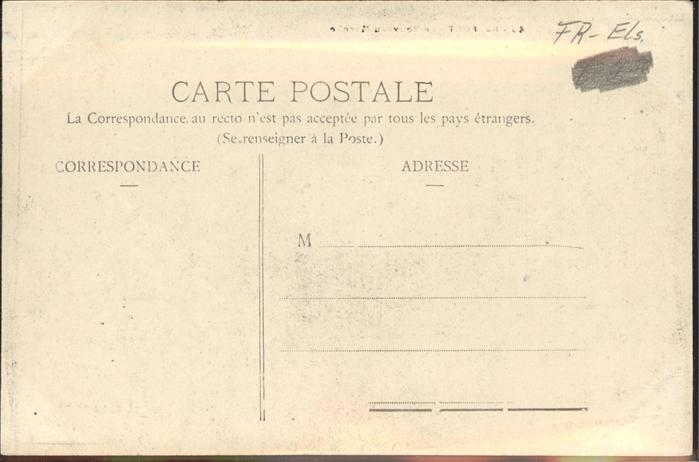 FR-Els.
CARTE POSTALE
La Correspondance au recto n'est pas acceptée par tous les pays étrangers.
(Se renseigner à la Poste.)
CORRESPONDANCE
ADRESSE
M